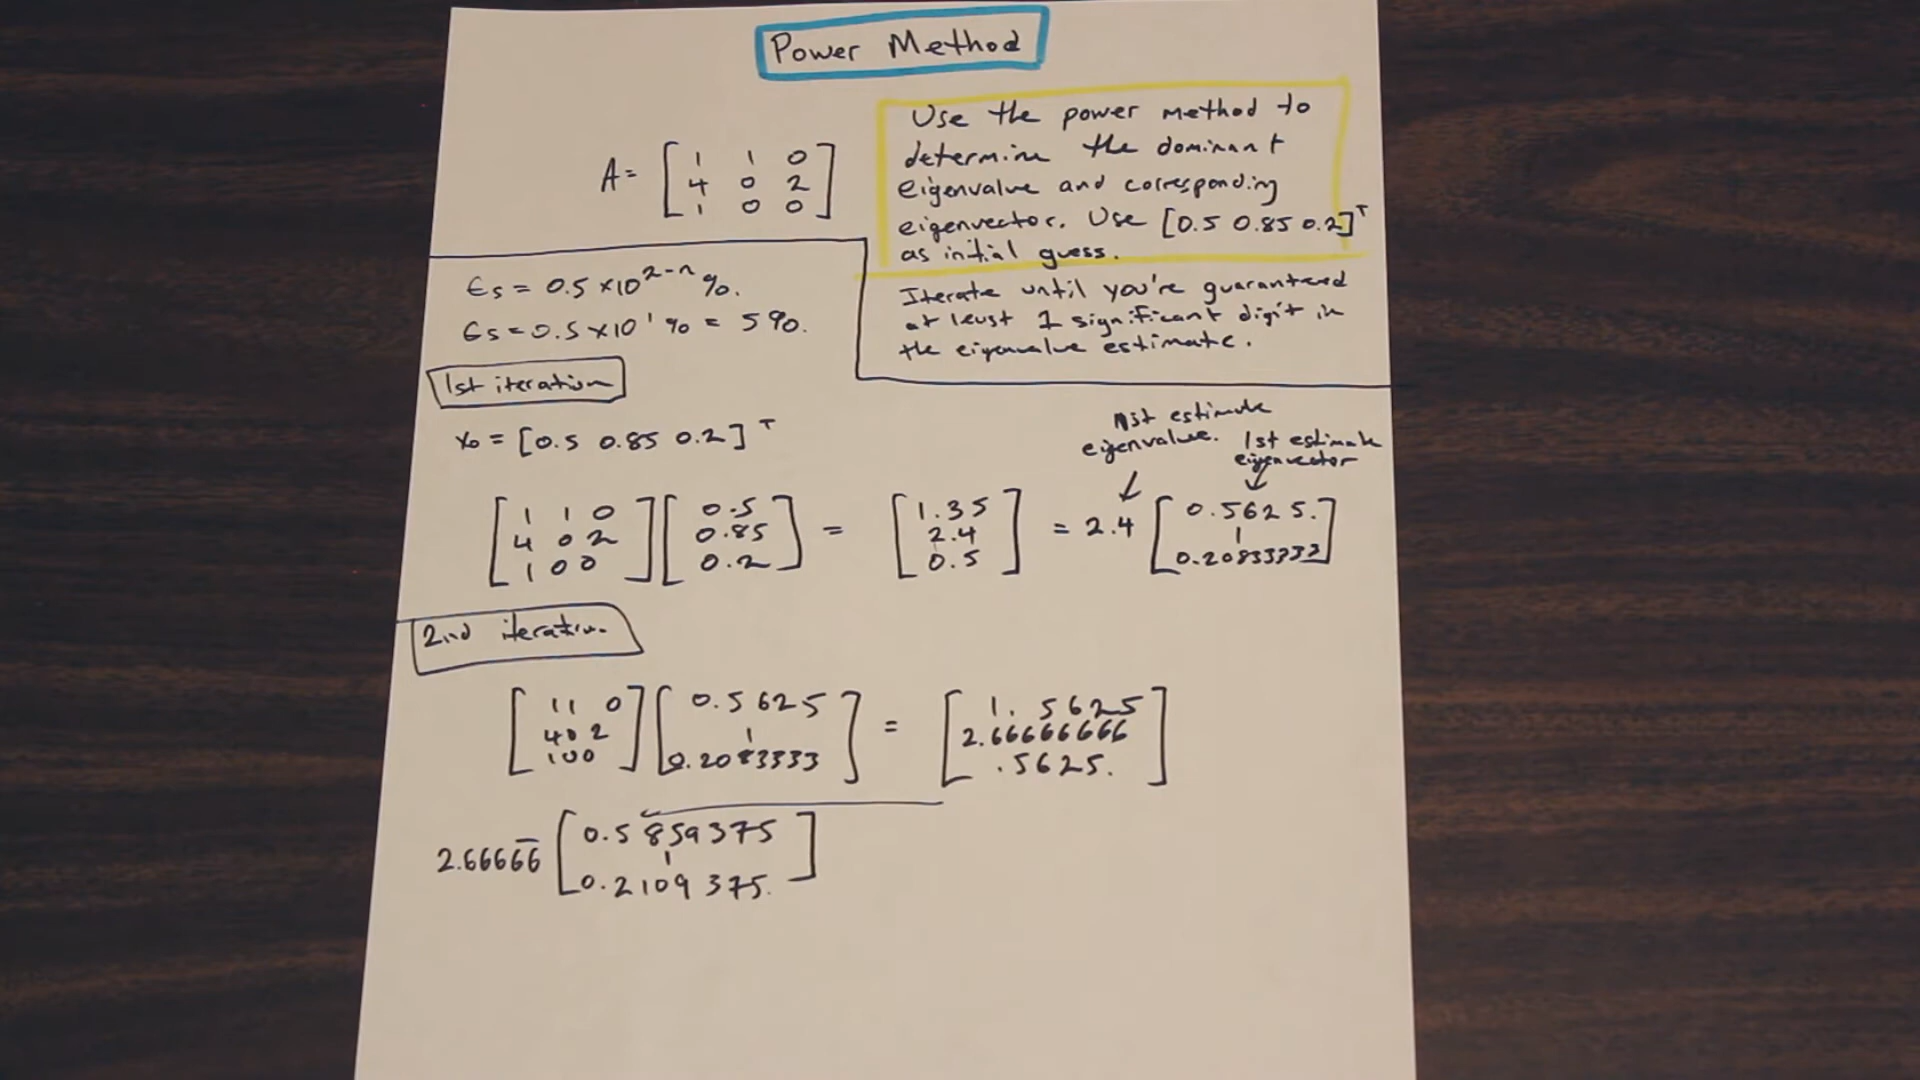 Power Method
Use the power method to
determine the dominant
eigenvalue and corresponding
eigenvector. Use [0.5 0.85 0.2]ᵀ
as initial guess.
A= [ 1 1 0
4 0 2
1 0 0 ]
Iterate until you're guaranteed
at least 1 significant digit in
the eigenvalue estimate.
Es = 0.5 ×10²⁻ⁿ %.
Es = 0.5 ×10¹ % = 5%.
1st iteration
x₀ = [0.5 0.85 0.2]ᵀ
1st estimate
eigenvalue.
1st estimate
eigenvector
[ 1 1 0 ] [ 0.5 ] [ 1.35 ] [ 0.5625. ]
[ 4 0 2 ] [ 0.85 ] = [ 2.4 ] = 2.4 [ 1 ]
[ 1 0 0 ] [ 0.2 ] [ 0.5 ] [ 0.20833333 ]
2nd iteration
[ 1 1 0 ] [ 0.5625 ] [ 1.5625 ]
[ 4 0 2 ] [ 1 ] = [ 2.66666666 ]
[ 1 0 0 ] [ 0.2083333 ] [ .5625. ]
[ 0.5859375 ]
2.66666̅ [ 1 ]
[ 0.2109375. ]